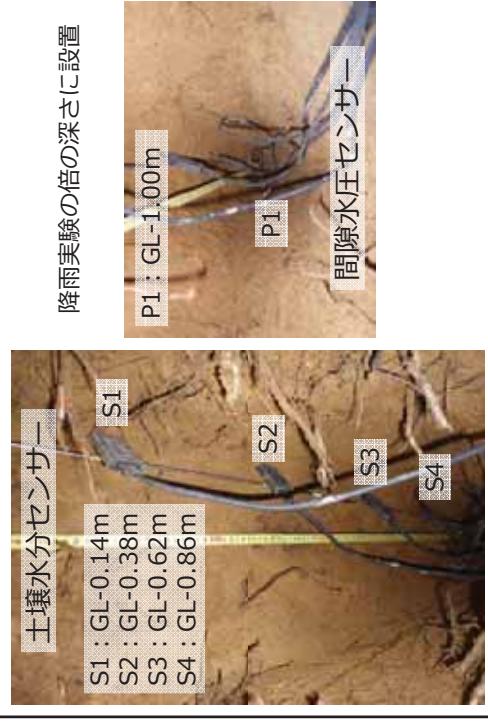 降雨実験の倍の深さに設置
土壌水分センサー
S1：GL-0.14m
S2：GL-0.38m
S3：GL-0.62m
S4：GL-0.86m
S1
S2
S3
S4
P1：GL-1.00m
P1
間隙水圧センサー